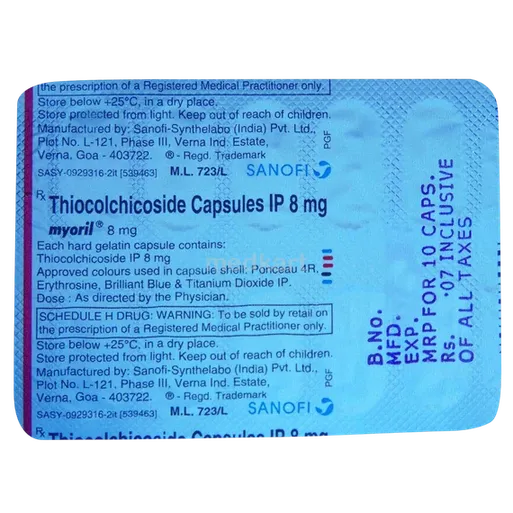 the prescription of a Registered Medical Practitioner only.
Store below +25°C, in a dry place.
Store protected from light. Keep out of reach of children.
Manufactured by: Sanofi-Synthelabo (India) Pvt. Ltd.,
Plot No. L-121, Phase III, Verna Ind. Estate,
Verna, Goa - 403722. ® - Regd. Trademark
SASY-0929316-2it [539463] M.L. 723/L SANOFI
PGF
℞ Thiocolchicoside Capsules IP 8 mg
myoril® 8 mg
Each hard gelatin capsule contains:
Thiocolchicoside IP 8 mg
Approved colours used in capsule shell: Ponceau 4R,
Erythrosine, Brilliant Blue & Titanium Dioxide IP.
Dose : As directed by the Physician.
medkart
SCHEDULE H DRUG: WARNING: To be sold by retail on
the prescription of a Registered Medical Practitioner only.
Store below +25°C, in a dry place.
Store protected from light. Keep out of reach of children.
Manufactured by: Sanofi-Synthelabo (India) Pvt. Ltd.,
Plot No. L-121, Phase III, Verna Ind. Estate,
Verna, Goa - 403722. ® - Regd. Trademark
SASY-0929316-2it [539463] M.L. 723/L SANOFI
PGF
℞ Thiocolchicoside Capsules IP 8 mg
B.No.
MFD.
EXP.
MRP FOR 10 CAPS.
Rs. '07 INCLUSIVE
OF ALL TAXES